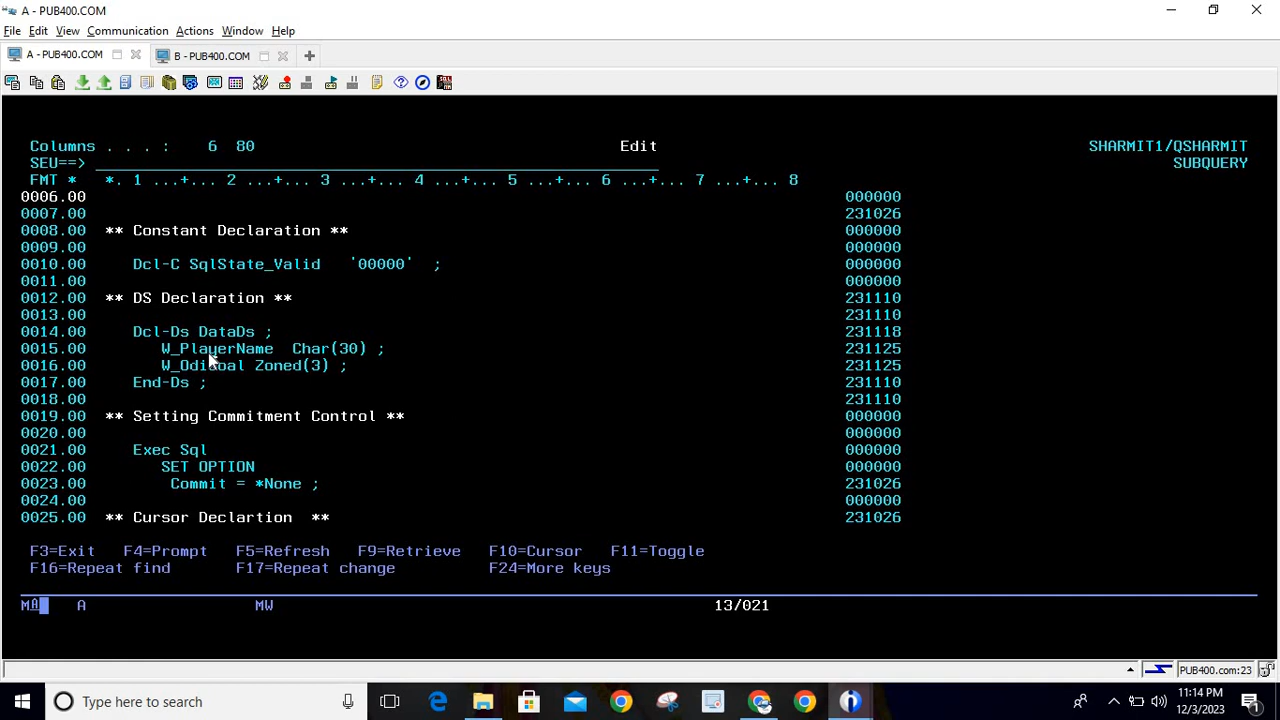 A - PUB400.COM
File Edit View Communication Actions Window Help
A - PUB400.COM B - PUB400.COM
Columns . . . : 6 80 Edit SHARMIT1/QSHARMIT
SEU==> SUBQUERY
FMT * *. 1 ...+... 2 ...+... 3 ...+... 4 ...+... 5 ...+... 6 ...+... 7 ...+... 8
0006.00 000000
0007.00 231026
0008.00 ** Constant Declaration ** 000000
0009.00 000000
0010.00 Dcl-C SqlState_Valid '00000' ; 000000
0011.00 000000
0012.00 ** DS Declaration ** 231110
0013.00 231110
0014.00 Dcl-Ds DataDs ; 231118
0015.00 W_PlayerName Char(30) ; 231125
0016.00 Zoned(3) ; 231125
0017.00 End-Ds ; 231110
0018.00 231110
0019.00 ** Setting Commitment Control ** 000000
0020.00 000000
0021.00 Exec Sql 000000
0022.00 SET OPTION 000000
0023.00 Commit = *None ; 231026
0024.00 000000
0025.00 ** Cursor Declartion ** 231026
F3=Exit F4=Prompt F5=Refresh F9=Retrieve F10=Cursor F11=Toggle
F16=Repeat find F17=Repeat change F24=More keys
MA A MW 13/021
PUB400.com:23
Type here to search 11:14 PM
12/3/2023 1